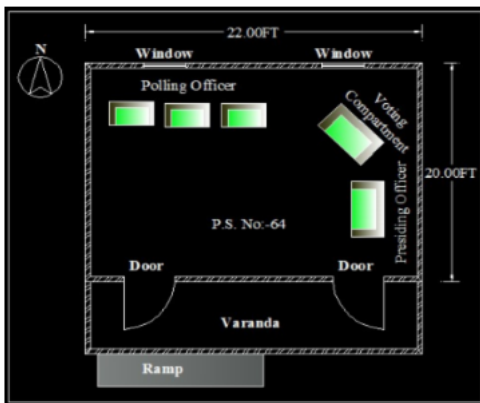 22.00FT
N
Window
Window
Polling Officer
Voting
Compartment
20.00FT
Presiding Officer
P.S. No:-64
Door
Door
Varanda
Ramp